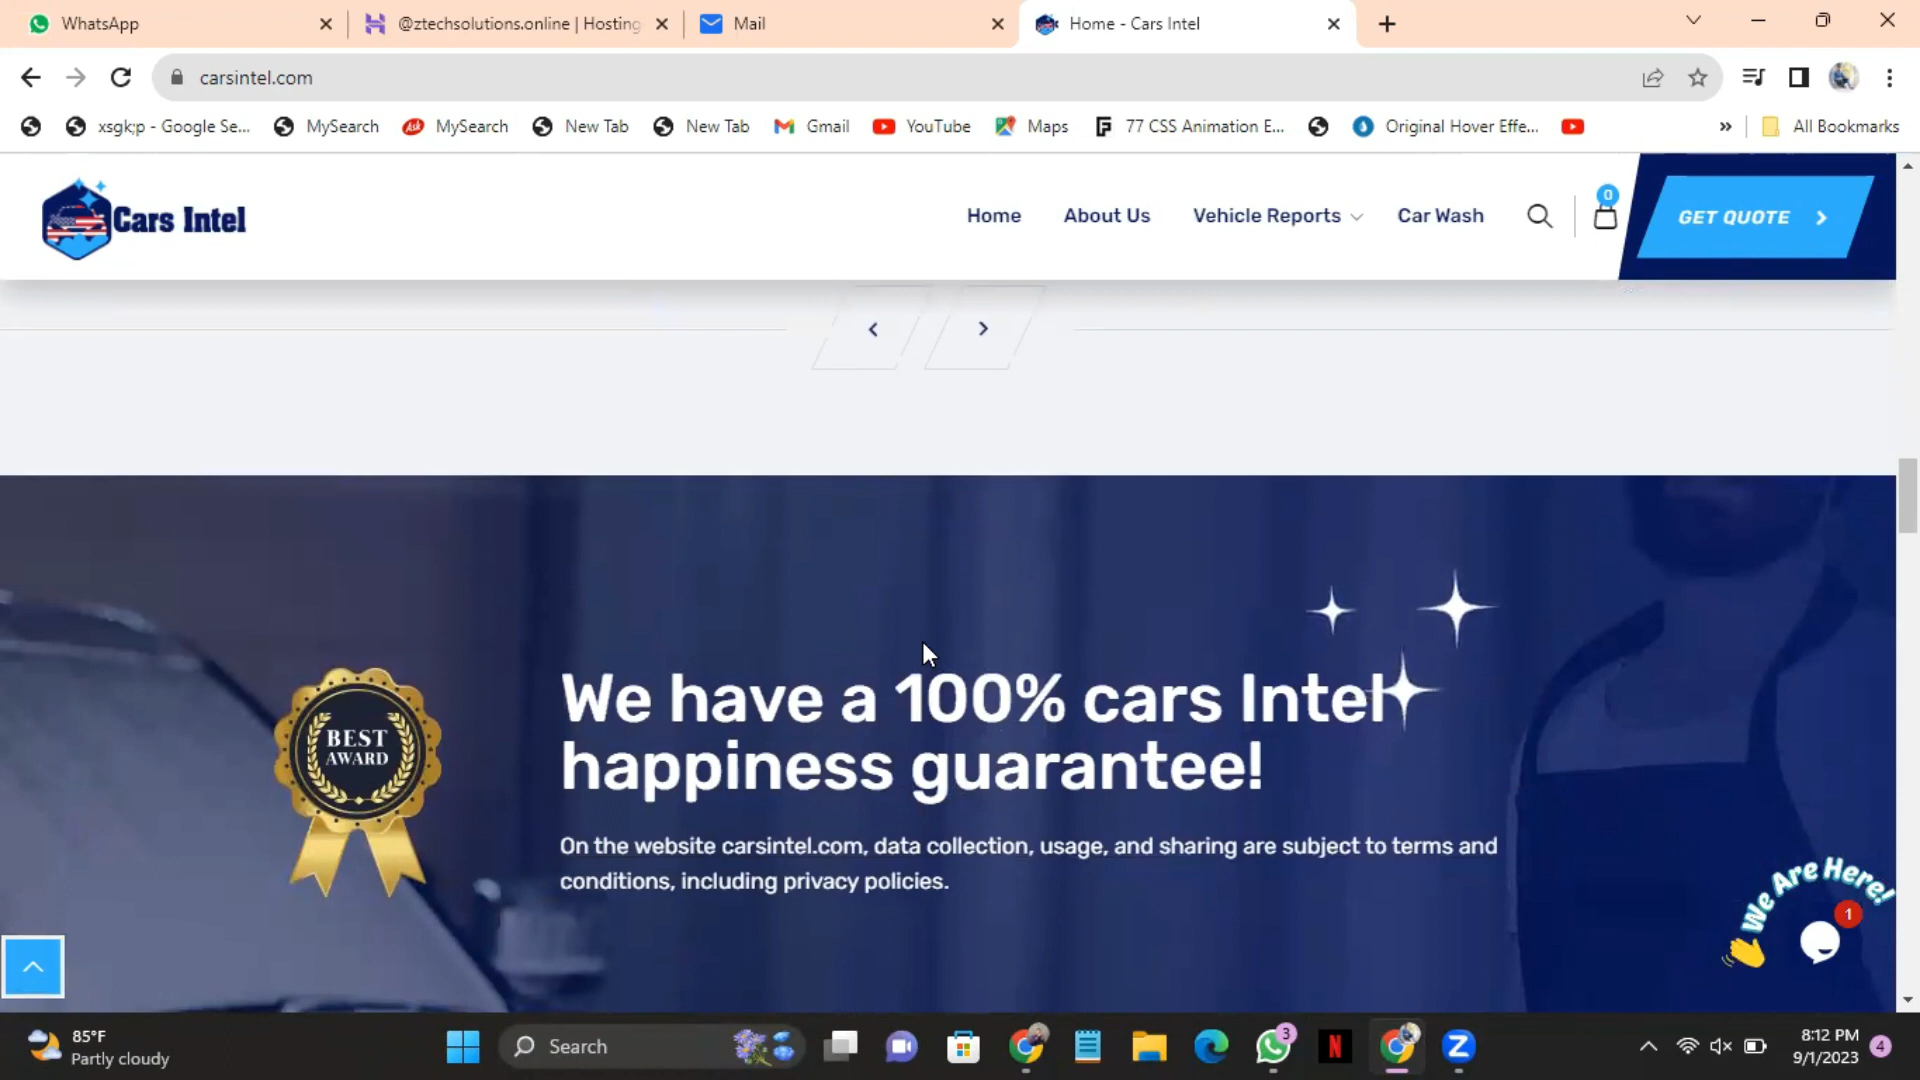 WhatsApp
@ztechsolutions.online | Hosting
Mail
Home - Cars Intel
carsintel.com
xsgk;p - Google Se...
MySearch
MySearch
New Tab
New Tab
Gmail
YouTube
Maps
77 CSS Animation E...
Original Hover Effe...
»
All Bookmarks
Cars Intel
Home
About Us
Vehicle Reports
Car Wash
0
GET QUOTE
BEST
AWARD
We have a 100% cars Intel
happiness guarantee!
On the website carsintel.com, data collection, usage, and sharing are subject to terms and
conditions, including privacy policies.
We Are Here!
1
85°F
Partly cloudy
Search
3
8:12 PM
9/1/2023
4